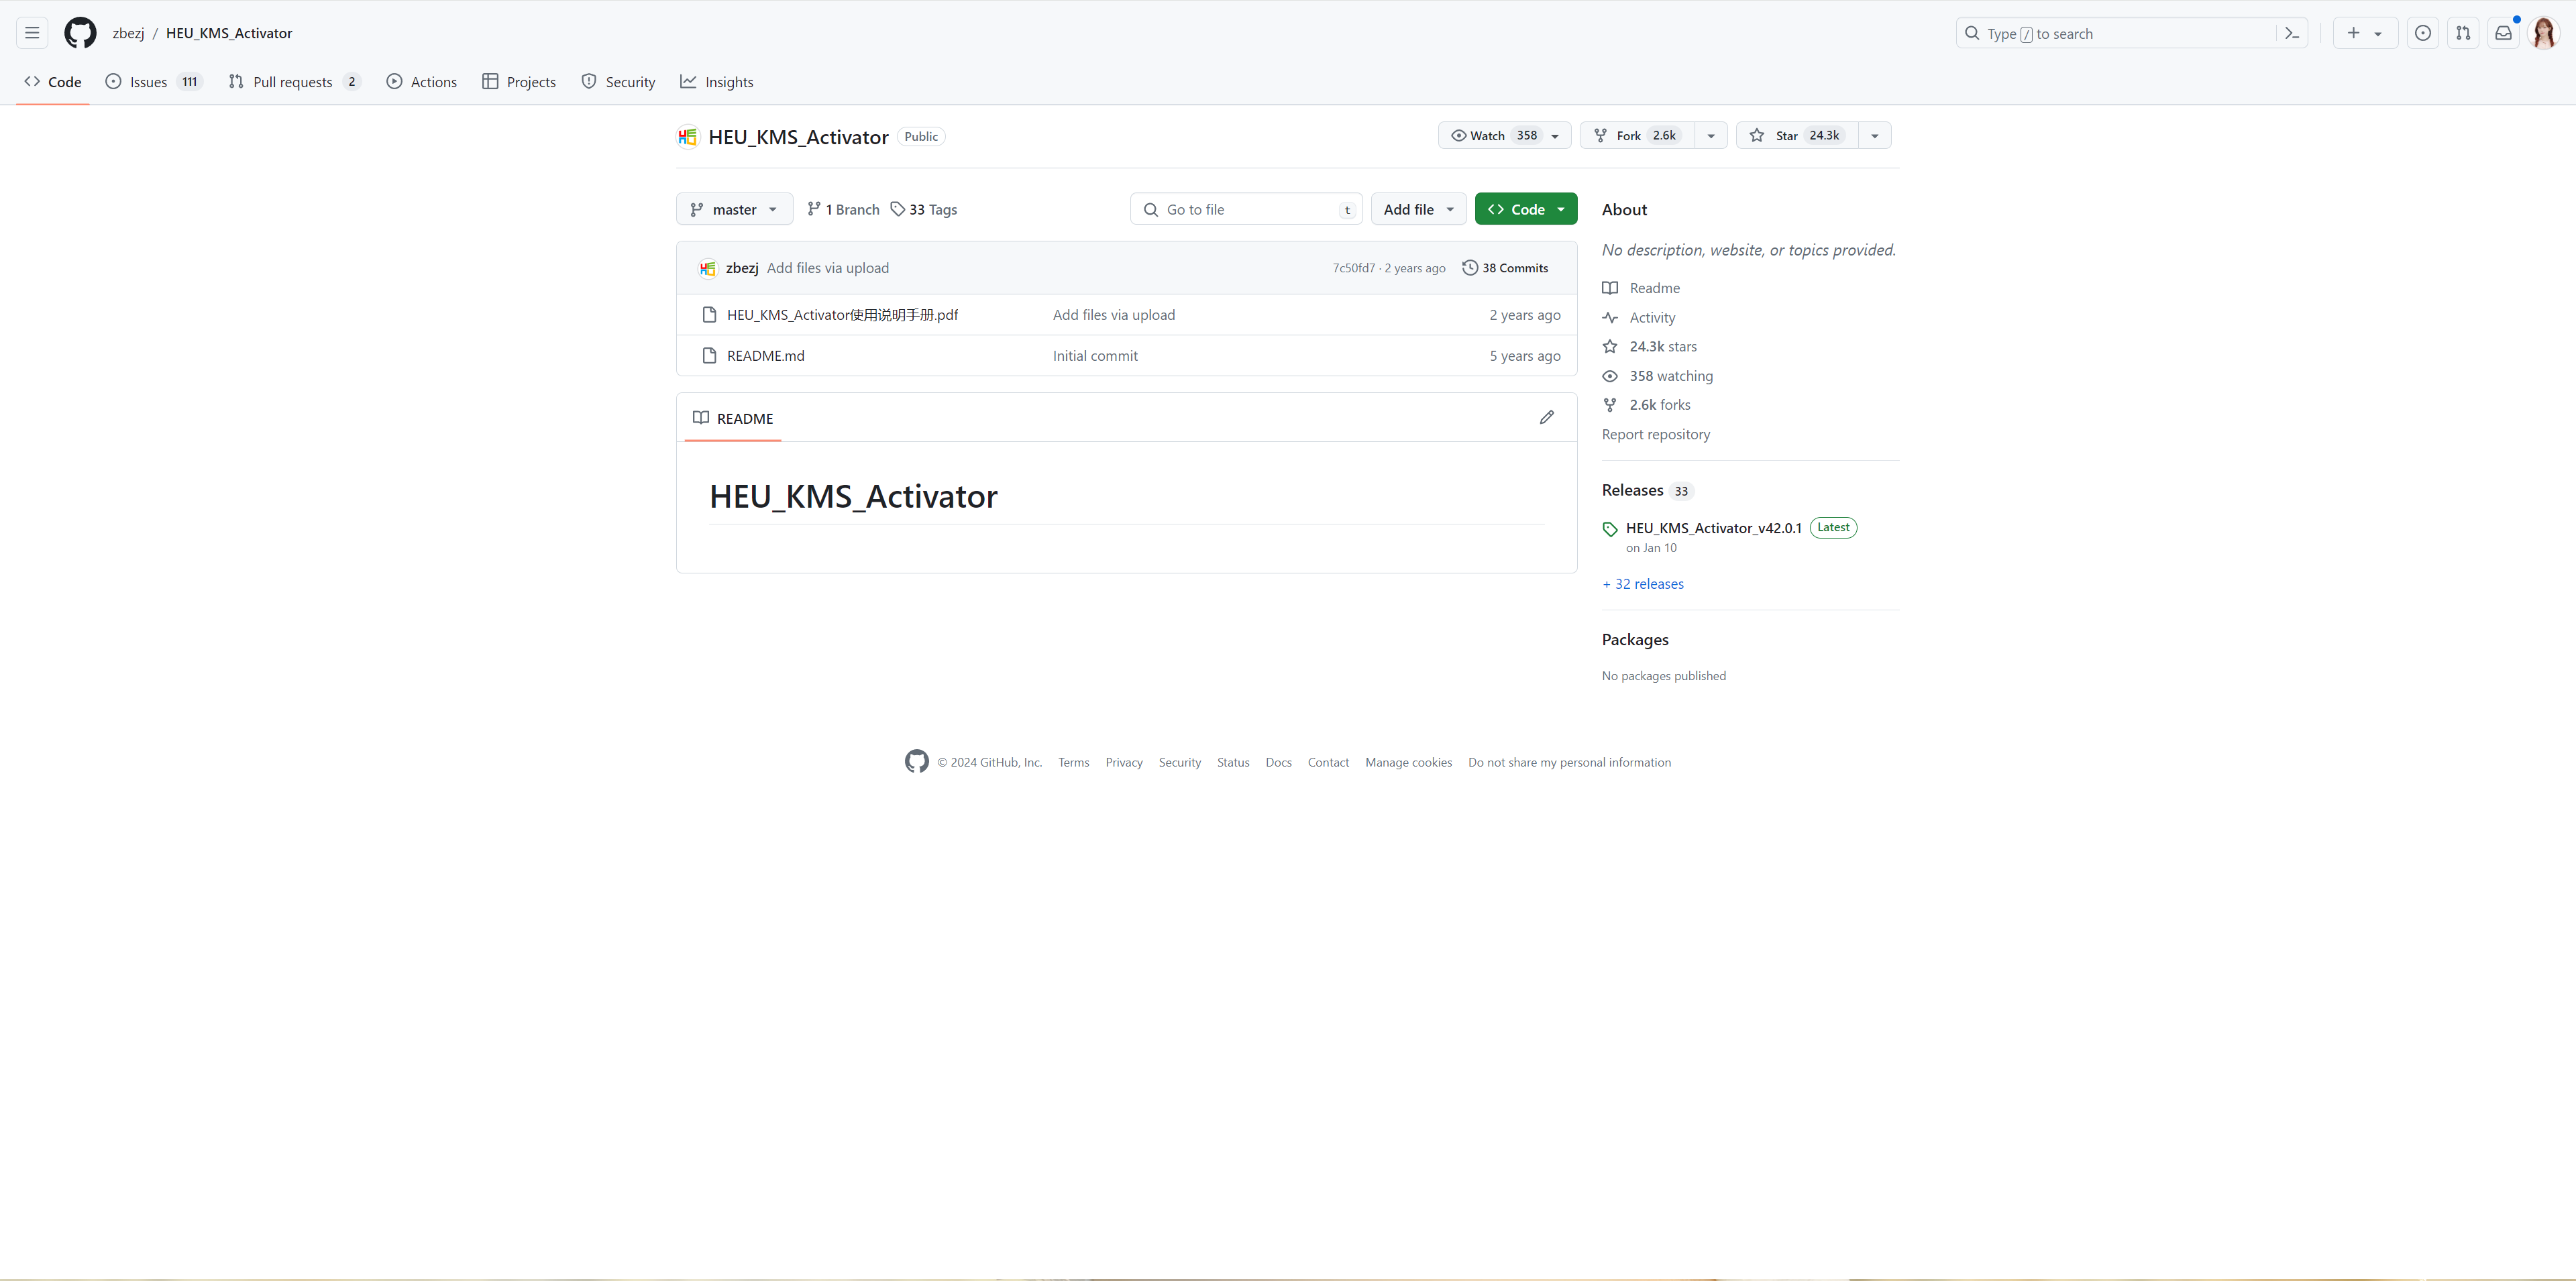 zbezj / HEU_KMS_Activator
Type / to search
Code Issues 111 Pull requests 2 Actions Projects Security Insights
HEU_KMS_Activator Public
Watch 358 Fork 2.6k Star 24.3k
master 1 Branch 33 Tags Go to file t Add file Code
zbezj Add files via upload 7c50fd7 · 2 years ago 38 Commits
HEU_KMS_Activator使用说明手册.pdf Add files via upload 2 years ago
README.md Initial commit 5 years ago
README
HEU_KMS_Activator
About
No description, website, or topics provided.
Readme
Activity
24.3k stars
358 watching
2.6k forks
Report repository
Releases 33
HEU_KMS_Activator_v42.0.1 Latest
on Jan 10
+ 32 releases
Packages
No packages published
© 2024 GitHub, Inc. Terms Privacy Security Status Docs Contact Manage cookies Do not share my personal information